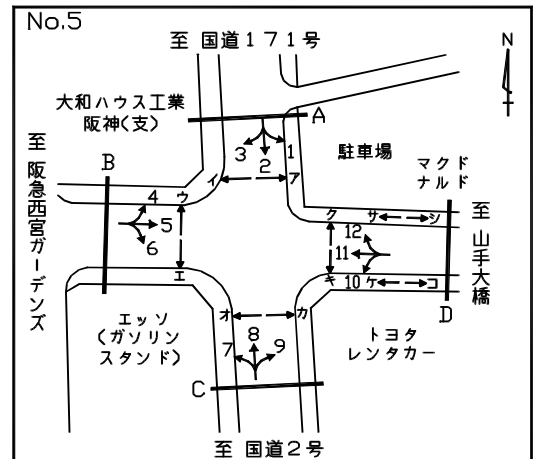 No.5
至 国道171号
N
大和ハウス工業
阪神(支)
A
駐車場
マクド
ナルド
至 阪急西宮ガーデンズ
B
3
2
1
イ
ア
4
ウ
5
6
エ
ク
サ
シ
12
11
10
キ
ケ
コ
至 山手大橋
D
エッソ
(ガソリン
スタンド)
オ
カ
7
8
9
トヨタ
レンタカー
C
至 国道2号